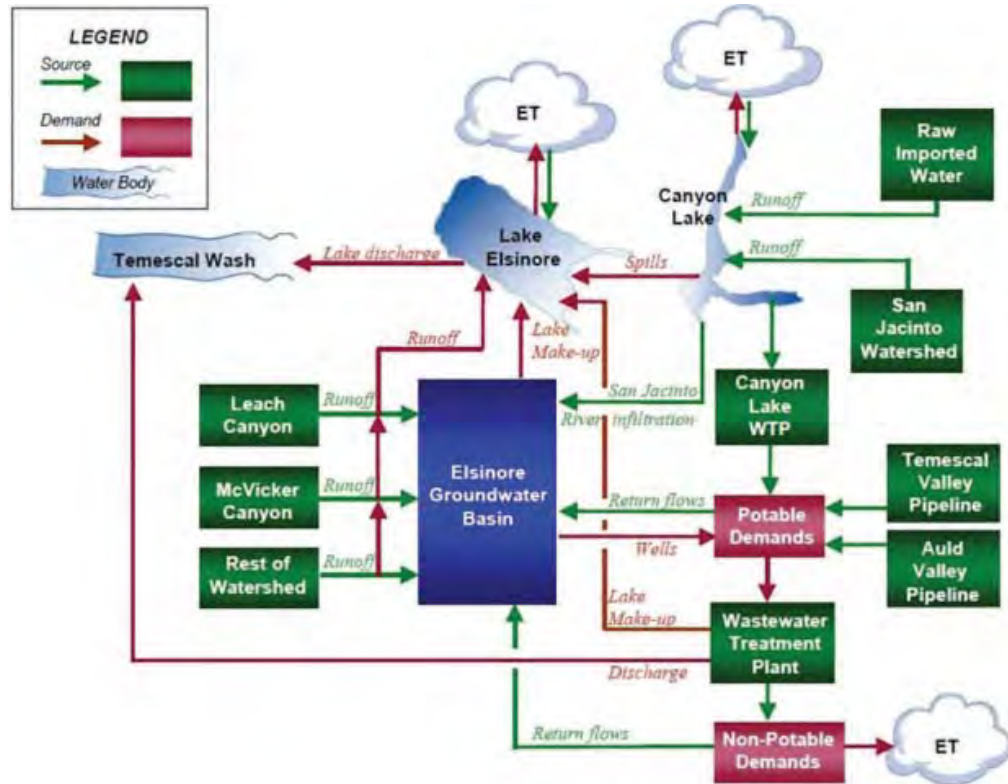 LEGEND
Source
Demand
Water Body
ET
ET
Raw
Imported
Water
Canyon
Lake
Runoff
Lake
Elsinore
Temescal Wash
Lake discharge
Spills
Runoff
San
Jacinto
Watershed
Runoff
Lake
Make-up
Leach
Canyon
Runoff
San Jacinto
River infiltration
Canyon
Lake
WTP
McVicker
Canyon
Runoff
Elsinore
Groundwater
Basin
Return flows
Potable
Demands
Temescal
Valley
Pipeline
Rest of
Watershed
Runoff
Wells
Auld
Valley
Pipeline
Lake
Make-up
Wastewater
Treatment
Plant
Discharge
Return flows
Non-Potable
Demands
ET